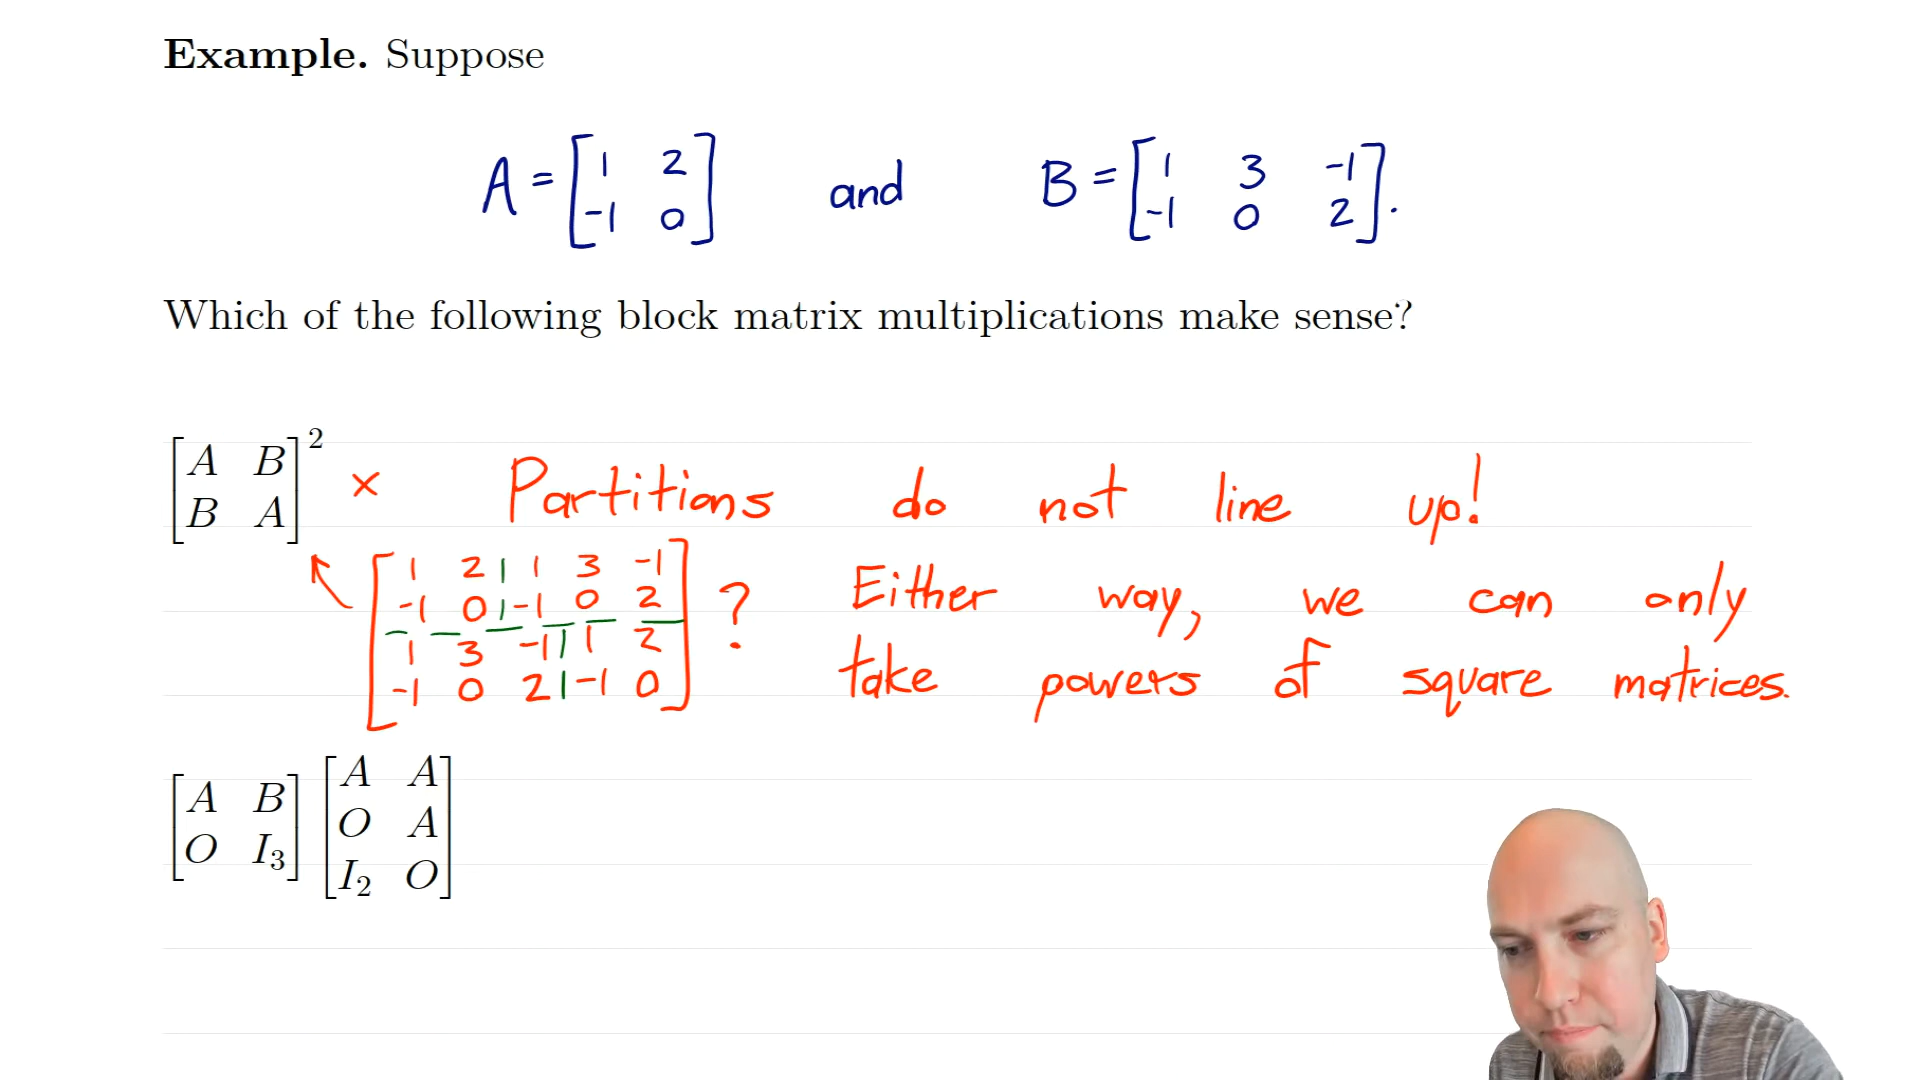 Example. Suppose
A = [ 1 2 and B = [ 1 3 -1
-1 0 ] -1 0 2 ].
Which of the following block matrix multiplications make sense?
[ A B ]² × Partitions do not line up!
B A
[ 1 2 | 1 3 -1 ] ? Either way, we can only
-1 0 | -1 0 2
1 3 -1 | 1 2 take powers of square matrices.
-1 0 2 | -1 0
[ A B ] [ A A ]
O I₃ O A
I₂ O